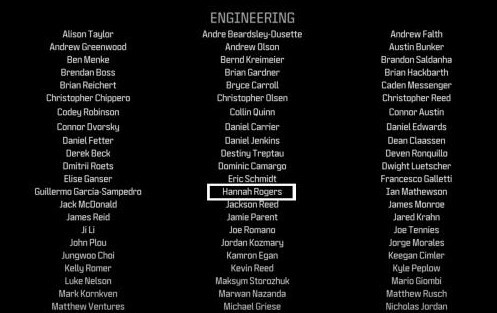 ENGINEERING
Alison Taylor Andre Beardsley-Dusette Andrew Falth
Andrew Greenwood Andrew Olson Austin Bunker
Ben Menke Bernd Kreimeier Brandon Saldanha
Brendan Boss Brian Gardner Brian Hackbarth
Brian Reichert Bryce Carroll Caden Messenger
Christopher Chippero Christopher Olsen Christopher Reed
Codey Robinson Collin Quinn Connor Austin
Connor Dvorsky Daniel Carrier Daniel Edwards
Daniel Fetter Daniel Jenkins Dean Claassen
Derek Beck Destiny Treptau Deven Ronquillo
Dmitrii Roets Dominic Camargo Dwight Luetscher
Elise Ganser Eric Schmidt Francesco Galletti
Guillermo Garcia-Sampedro Hannah Rogers Ian Mathewson
Jack McDonald Jackson Reed James Monroe
James Reid Jamie Parent Jared Krahn
Ji Li Joe Romano Joe Tennies
John Plou Jordan Kozmary Jorge Morales
Jungwoo Choi Kamron Egan Keegan Cimler
Kelly Romer Kevin Reed Kyle Peplow
Luke Nelson Maksym Storozhuk Mario Giombi
Mark Kornkven Marwan Nazanda Matthew Rusch
Matthew Ventures Michael Griese Nicholas Jordan